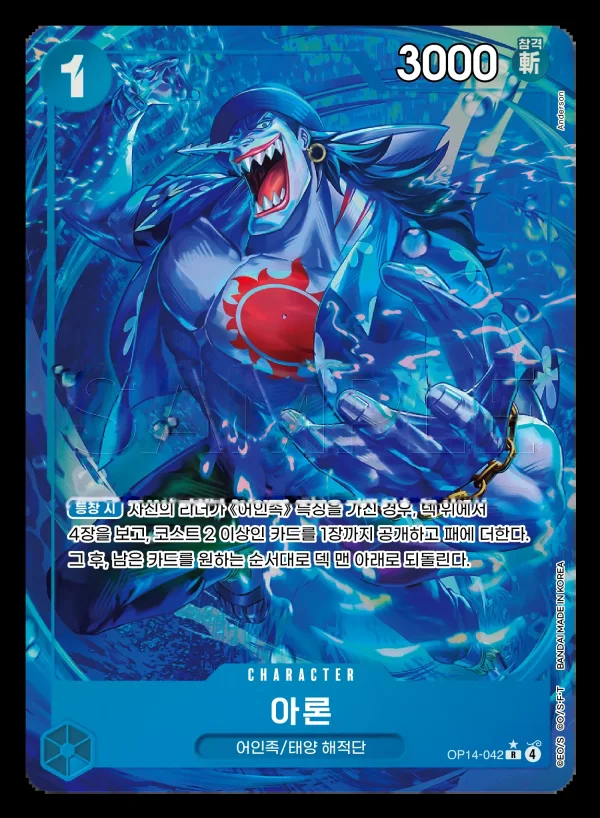 1
3000
참격
斬
Anderson
SAMPLE
등장 시 자신의 리더가 《어인족》 특징을 가진 경우, 덱 위에서
4장을 보고, 코스트 2 이상인 카드를 1장까지 공개하고 패에 더한다.
그 후, 남은 카드를 원하는 순서대로 덱 맨 아래로 되돌린다.
CHARACTER
아론
어인족/태양 해적단
OP14-042 R 4
©EO/S ©O/S·F·T BANDAI MADE IN KOREA